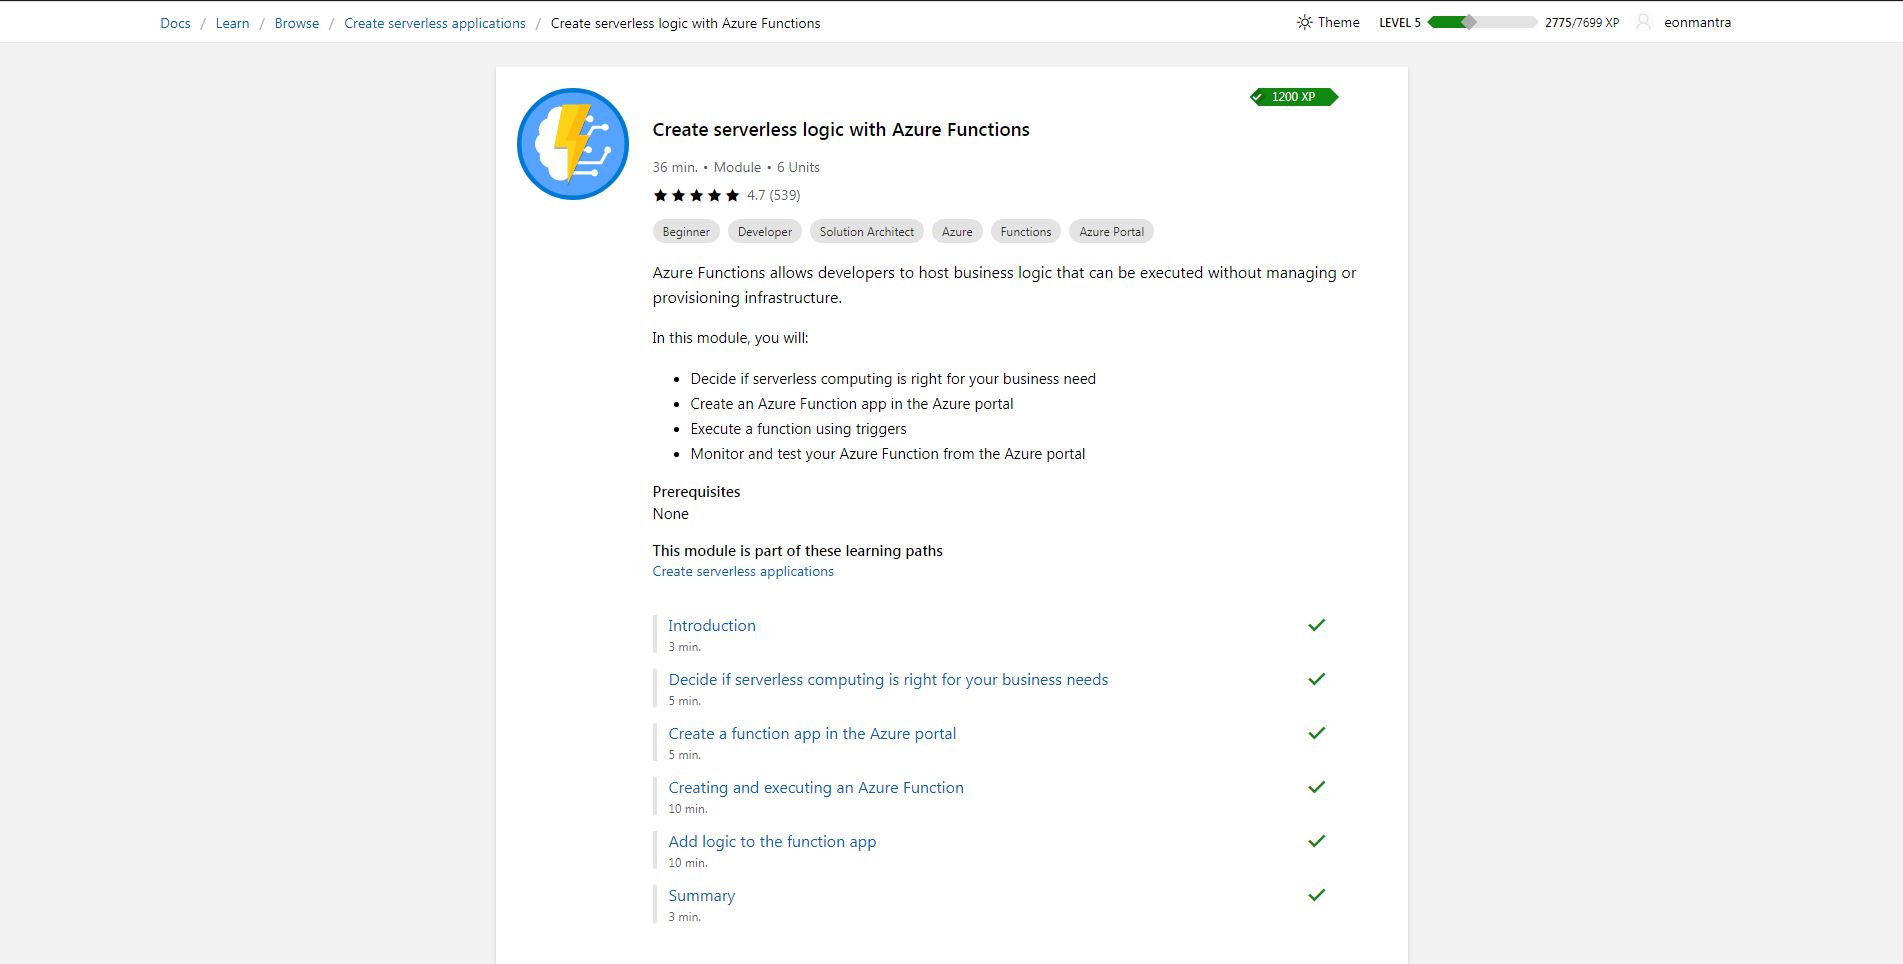 Docs / Learn / Browse / Create serverless applications / Create serverless logic with Azure Functions
Theme LEVEL 5 2775/7699 XP eonmantra
1200 XP
Create serverless logic with Azure Functions
36 min. • Module • 6 Units
4.7 (539)
Beginner Developer Solution Architect Azure Functions Azure Portal
Azure Functions allows developers to host business logic that can be executed without managing or
provisioning infrastructure.
In this module, you will:
• Decide if serverless computing is right for your business need
• Create an Azure Function app in the Azure portal
• Execute a function using triggers
• Monitor and test your Azure Function from the Azure portal
Prerequisites
None
This module is part of these learning paths
Create serverless applications
Introduction
3 min.
Decide if serverless computing is right for your business needs
5 min.
Create a function app in the Azure portal
5 min.
Creating and executing an Azure Function
10 min.
Add logic to the function app
10 min.
Summary
3 min.